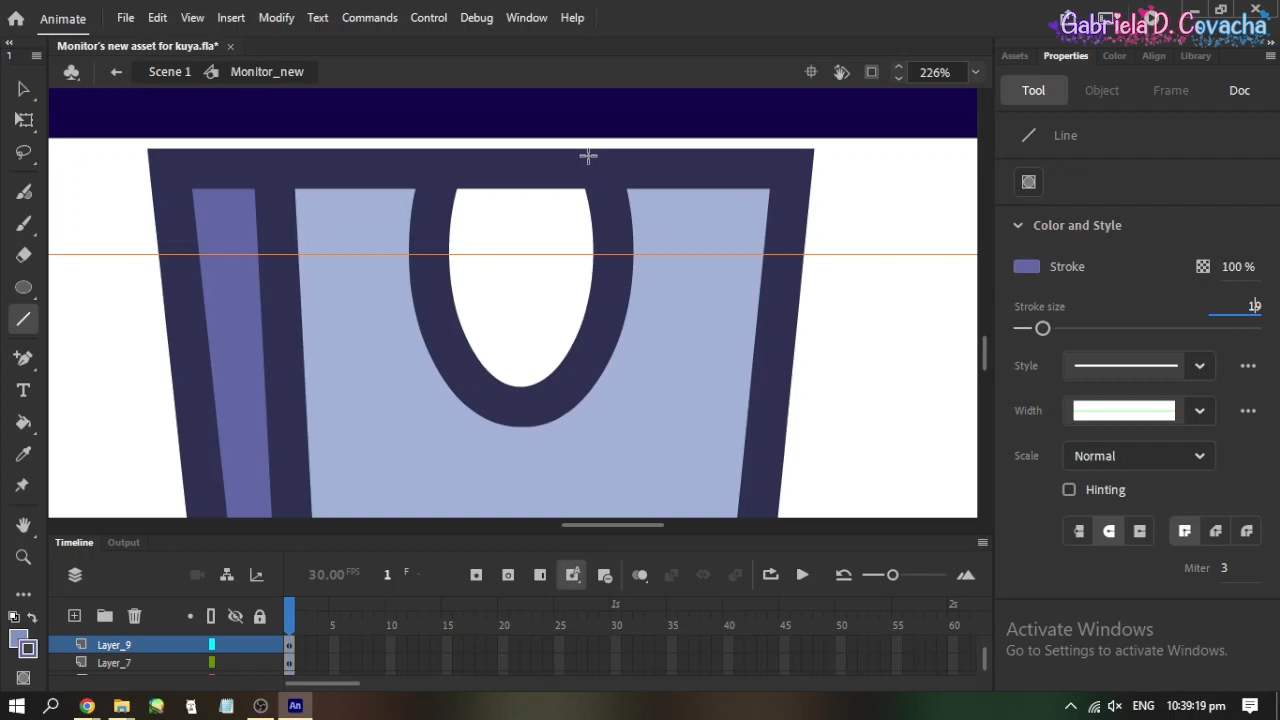 Animate
File Edit View Insert Modify Text Commands Control Debug Window Help
Gabriela D. Covacha
Monitor's new asset for kuya.fla*
Assets Properties Color Align Library
Scene 1 Monitor_new 226%
Tool Object Frame Doc
Line
Color and Style
Stroke 100 %
Stroke size 19
Style
Width
Scale Normal
Hinting
Miter 3
Timeline Output
30.00 FPS 1 F
1s 2s
5 10 15 20 25 30 35 40 45 50 55 60
Layer_9
Layer_7
Activate Windows
Go to Settings to activate Windows.
ENG 10:39:19 pm